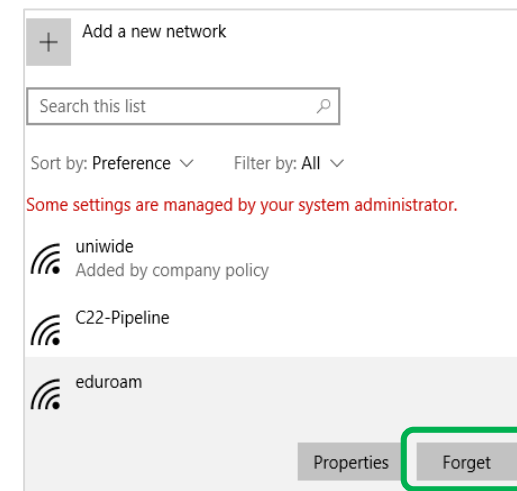 Add a new network
Search this list
Sort by: Preference Filter by: All
Some settings are managed by your system administrator.
uniwide
Added by company policy
C22-Pipeline
eduroam
Properties Forget